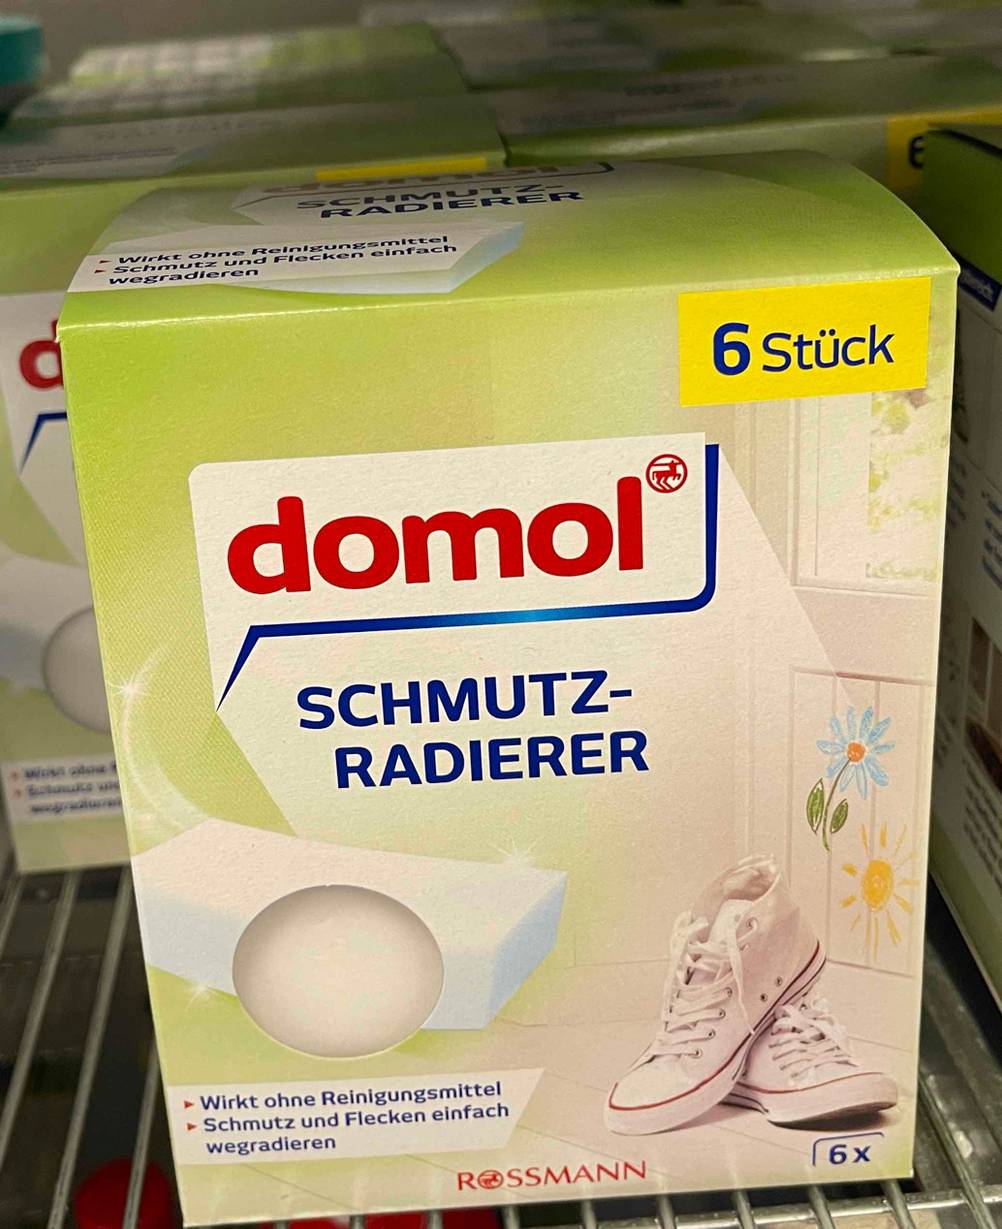 SCHMUTZ-
RADIERER
Wirkt ohne Reinigungsmittel
Schmutz und Flecken einfach
wegradieren
6 Stück
domol
SCHMUTZ-
RADIERER
Wirkt ohne Reinigungsmittel
Schmutz und Flecken einfach
wegradieren
6x
ROSSMANN